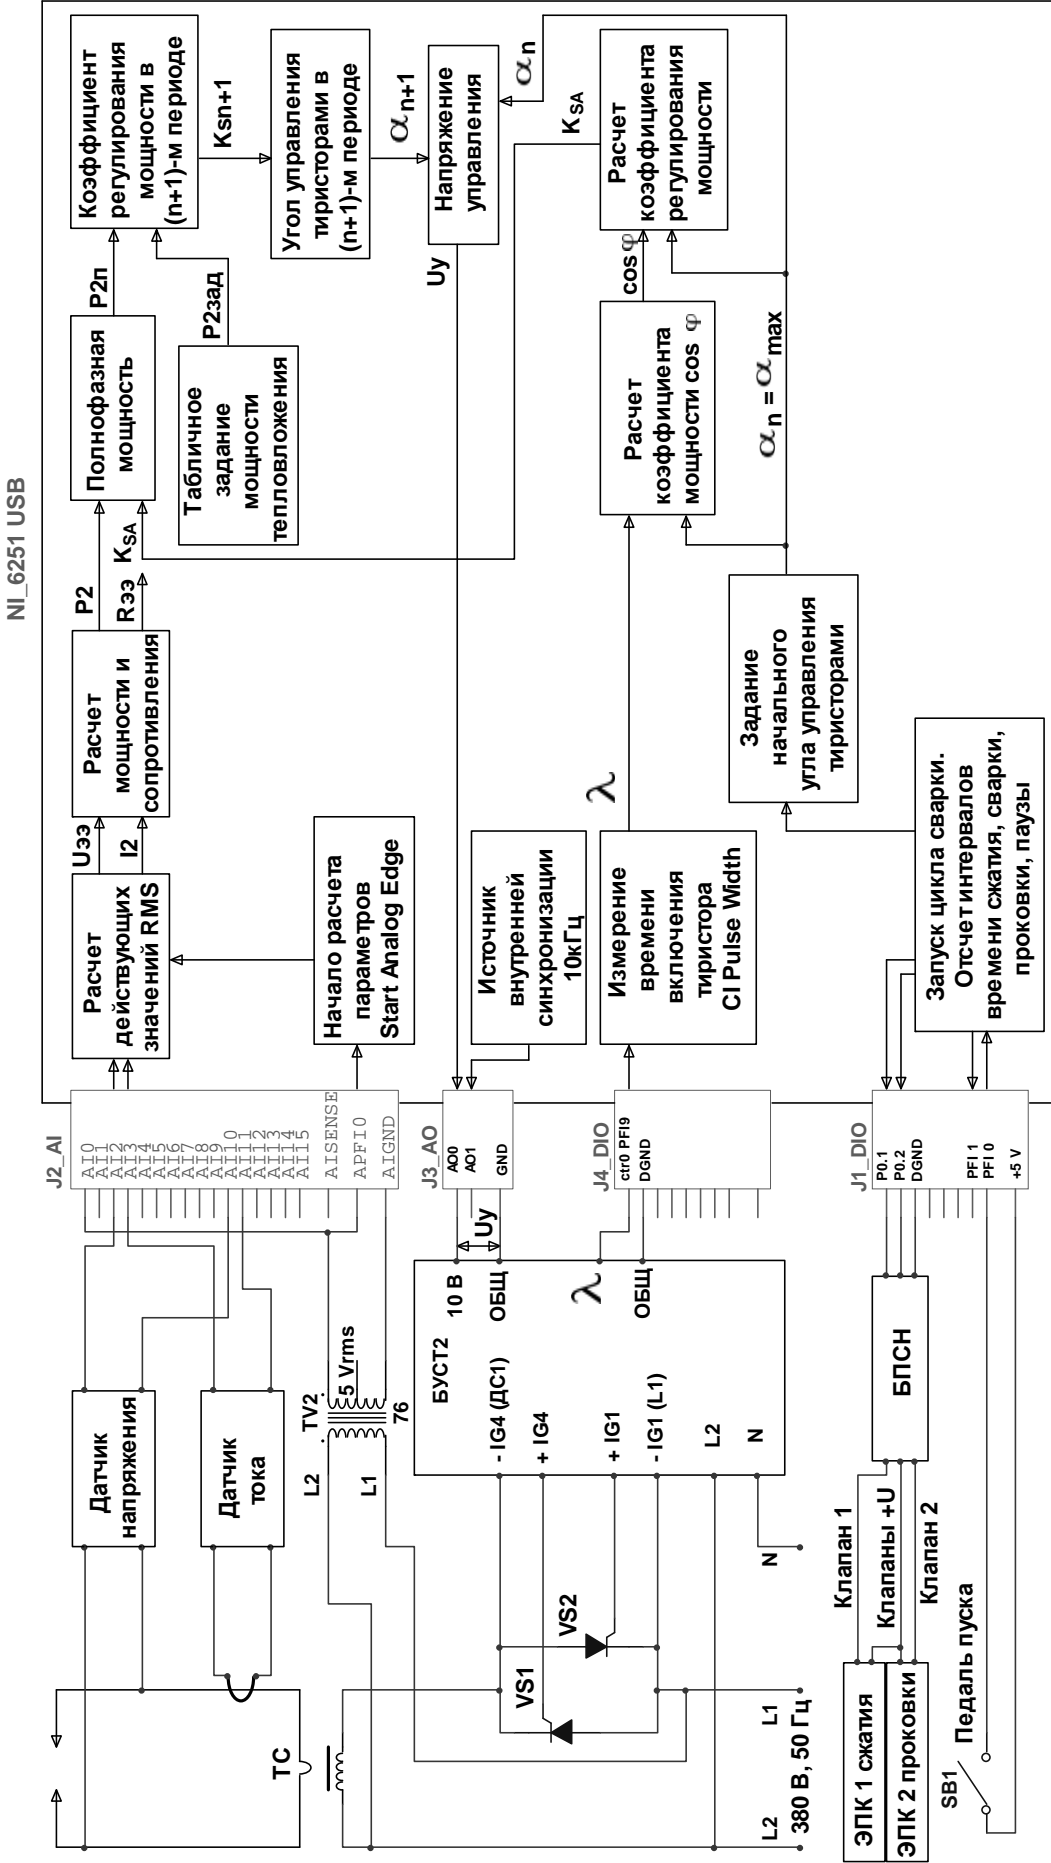 NI_6251 USB
Коэффициент
регулирования
мощности в
(n+1)-м периоде
Ksn+1
Угол управления
тиристорами в
(n+1)-м периоде
α n+1
Напряжение
управления
Uу
αn
P2п
P2зад
Полнофазная
мощность
Табличное
задание
мощности
тепловложения
KSA
Расчет
коэффициента
регулирования
мощности
cos φ
Расчет
коэффициента
мощности cos φ
αn = αmax
P2
Rээ
KSA
Расчет
мощности и
сопротивления
Uээ
I2
Расчет
действующих
значений RMS
Начало расчета
параметров
Start Analog Edge
Источник
внутренней
синхронизации
10кГц
λ
Измерение
времени
включения
тиристора
CI Pulse Width
Задание
начального
угла управления
тиристорами
Запуск цикла сварки.
Отсчет интервалов
времени сжатия, сварки,
проковки, паузы
J2_AI
AI0
AI1
AI2
AI3
AI4
AI5
AI6
AI7
AI8
AI9
AI10
AI11
AI12
AI13
AI14
AI15
AISENSE
APFI0
AIGND
J3_AO
AO0
AO1
GND
J4_DIO
ctr0 PFI9
DGND
J1_DIO
P0.1
P0.2
DGND
PFI 1
PFI 0
+5 V
Датчик
напряжения
Датчик
тока
TV2
5 Vrms
76
L2
L1
Uу
БУСТ2
10 В
ОБЩ
λ
ОБЩ
- IG4 (ДС1)
+ IG4
+ IG1
- IG1 (L1)
L2
N
N
БПСН
ТС
VS1
VS2
L2
L1
380 В, 50 Гц
Клапан 1
Клапаны +U
Клапан 2
ЭПК 1 сжатия
ЭПК 2 проковки
SB1
Педаль пуска